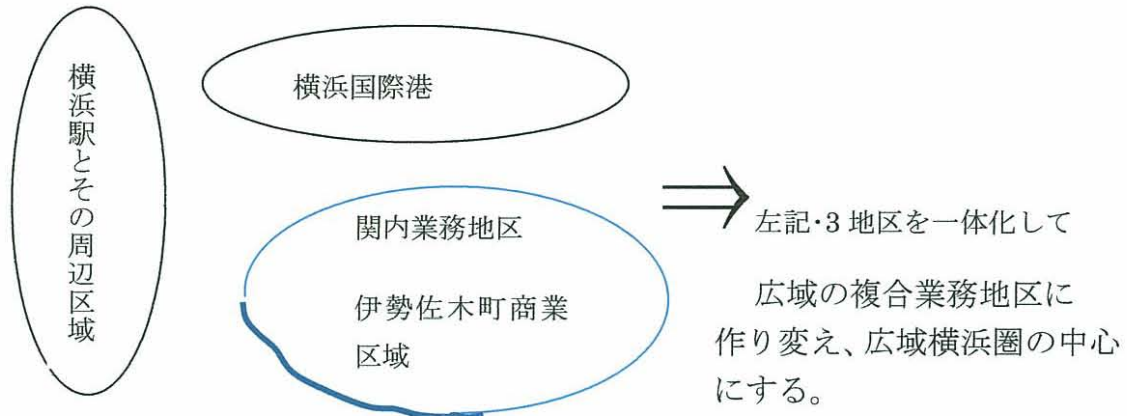 横浜駅とその周辺区域
横浜国際港
関内業務地区
伊勢佐木町商業
区域
左記・3地区を一体化して
広域の複合業務地区に
作り変え、広域横浜圏の中心
にする。